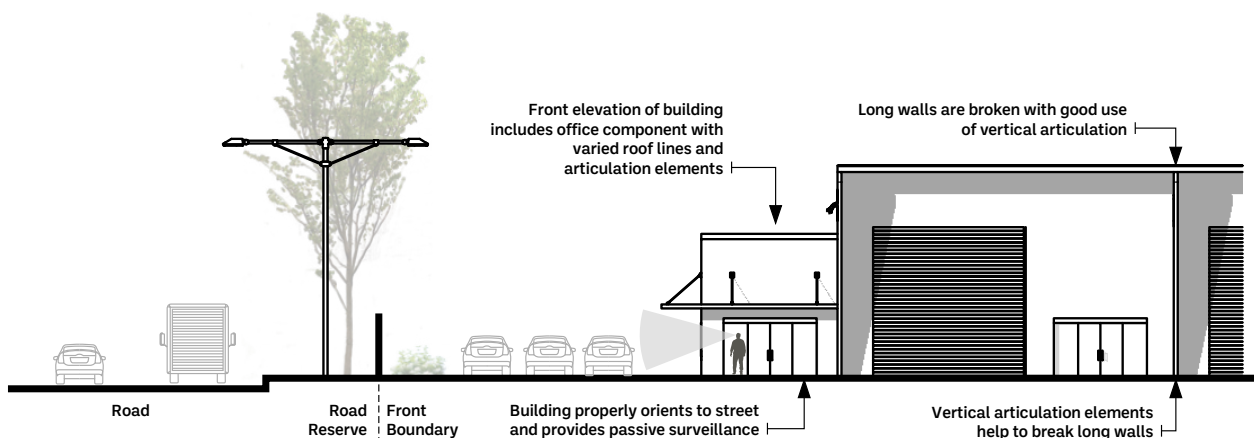 Front elevation of building
includes office component with
varied roof lines and
articulation elements
Long walls are broken with good use
of vertical articulation
Road
Road
Reserve
Front
Boundary
Building properly orients to street
and provides passive surveillance
Vertical articulation elements
help to break long walls